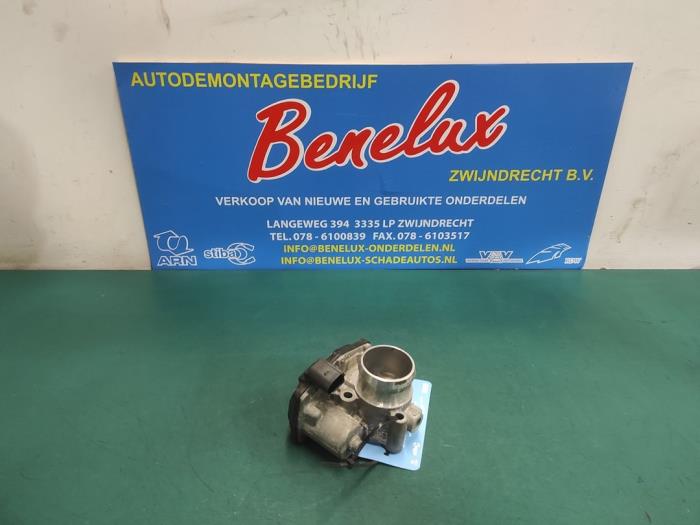 AUTODEMONTAGEBEDRIJF
Benelux
ZWIJNDRECHT B.V.
VERKOOP VAN NIEUWE EN GEBRUIKTE ONDERDELEN
LANGEWEG 394 3335 LP ZWIJNDRECHT
TEL. 078 - 6100839 FAX. 078 - 6103517
INFO@BENELUX-ONDERDELEN.NL
INFO@BENELUX-SCHADEAUTOS.NL
ARN
stiba